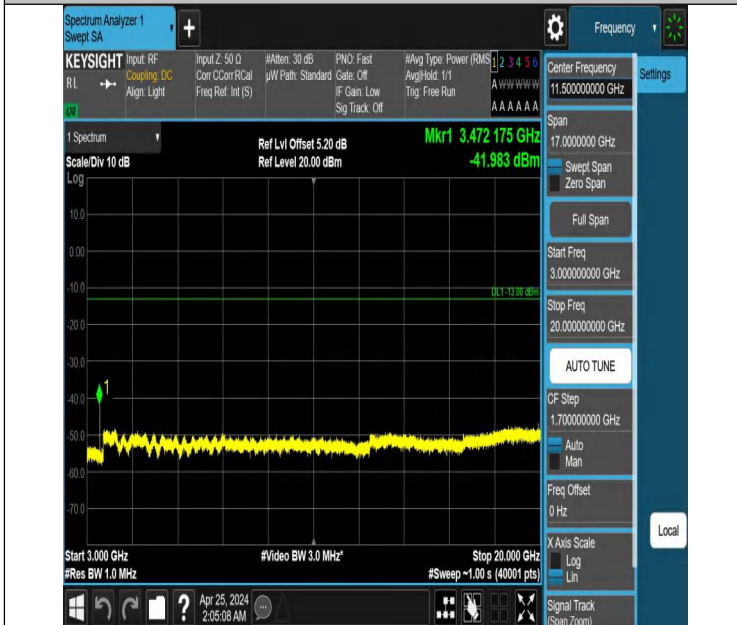 Spectrum Analyzer 1
Swept SA
+
Frequency
KEYSIGHT
RL
Input: RF
Coupling: DC
Align: Light
Input Z: 50 Ω
Corr CCorr RCal
Freq Ref: Int (S)
#Atten: 30 dB
µW Path: Standard
PNO: Fast
Gate: Off
IF Gain: Low
Sig Track: Off
#Avg Type: Power (RMS
Avg|Hold: 1/1
Trig: Free Run
1 2 3 4 5 6
A W W W W W
A A A A A A
1 Spectrum
Scale/Div 10 dB
Log
Ref Lvl Offset 5.20 dB
Ref Level 20.00 dBm
Mkr1 3.472 175 GHz
-41.983 dBm
10.0
0.00
-10.0
DL1 -13.00 dBm
-20.0
-30.0
-40.0
1
-50.0
-60.0
-70.0
Start 3.000 GHz
#Res BW 1.0 MHz
#Video BW 3.0 MHz*
Stop 20.000 GHz
#Sweep ~1.00 s (40001 pts)
?
Apr 25, 2024
2:05:08 AM
Center Frequency
11.500000000 GHz
Settings
Span
17.0000000 GHz
Swept Span
Zero Span
Full Span
Start Freq
3.000000000 GHz
Stop Freq
20.000000000 GHz
AUTO TUNE
CF Step
1.700000000 GHz
Auto
Man
Freq Offset
0 Hz
X Axis Scale
Log
Lin
Local
Signal Track
(Span Zoom)